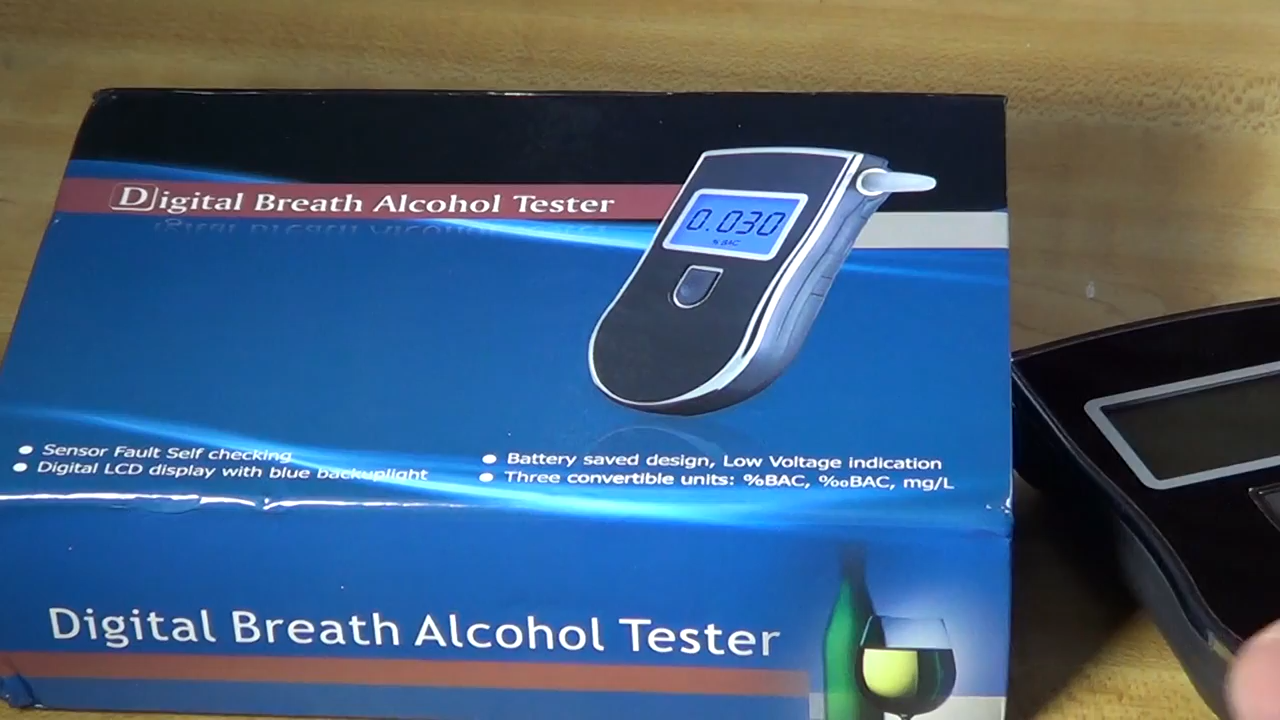 Digital Breath Alcohol Tester
0.030
% BAC
Sensor Fault Self checking
Digital LCD display with blue backuplight
Battery saved design, Low Voltage indication
Three convertible units: %BAC, ‰BAC, mg/L
Digital Breath Alcohol Tester